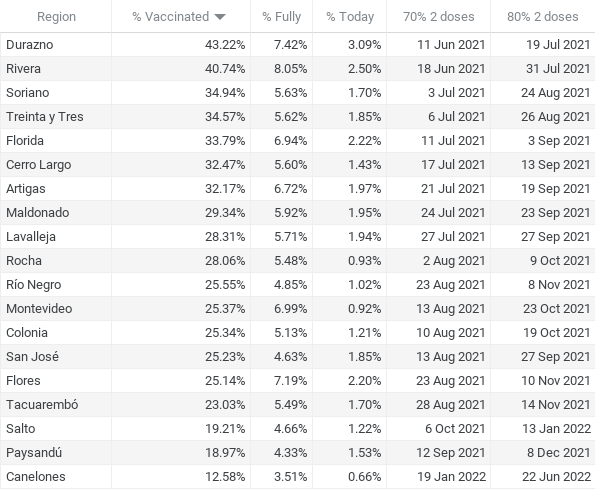 Region % Vaccinated % Fully % Today 70% 2 doses 80% 2 doses
Durazno 43.22% 7.42% 3.09% 11 Jun 2021 19 Jul 2021
Rivera 40.74% 8.05% 2.50% 18 Jun 2021 31 Jul 2021
Soriano 34.94% 5.63% 1.70% 3 Jul 2021 24 Aug 2021
Treinta y Tres 34.57% 5.62% 1.85% 6 Jul 2021 26 Aug 2021
Florida 33.79% 6.94% 2.22% 11 Jul 2021 3 Sep 2021
Cerro Largo 32.47% 5.60% 1.43% 17 Jul 2021 13 Sep 2021
Artigas 32.17% 6.72% 1.97% 21 Jul 2021 19 Sep 2021
Maldonado 29.34% 5.92% 1.95% 24 Jul 2021 23 Sep 2021
Lavalleja 28.31% 5.71% 1.94% 27 Jul 2021 27 Sep 2021
Rocha 28.06% 5.48% 0.93% 2 Aug 2021 9 Oct 2021
Río Negro 25.55% 4.85% 1.02% 23 Aug 2021 8 Nov 2021
Montevideo 25.37% 6.99% 0.92% 13 Aug 2021 23 Oct 2021
Colonia 25.34% 5.13% 1.21% 10 Aug 2021 19 Oct 2021
San José 25.23% 4.63% 1.85% 13 Aug 2021 27 Sep 2021
Flores 25.14% 7.19% 2.20% 23 Aug 2021 10 Nov 2021
Tacuarembó 23.03% 5.49% 1.70% 28 Aug 2021 14 Nov 2021
Salto 19.21% 4.66% 1.22% 6 Oct 2021 13 Jan 2022
Paysandú 18.97% 4.33% 1.53% 12 Sep 2021 8 Dec 2021
Canelones 12.58% 3.51% 0.66% 19 Jan 2022 22 Jun 2022